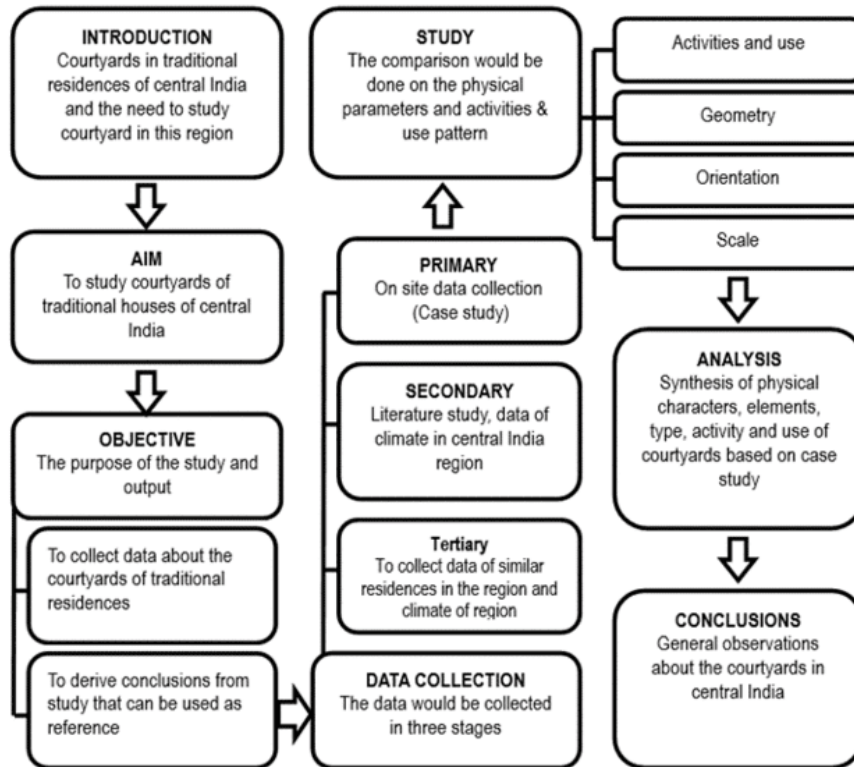 INTRODUCTION
Courtyards in traditional
residences of central India
and the need to study
courtyard in this region
AIM
To study courtyards of
traditional houses of central
India
OBJECTIVE
The purpose of the study and
output
To collect data about the
courtyards of traditional
residences
To derive conclusions from
study that can be used as
reference
DATA COLLECTION
The data would be collected
in three stages
Tertiary
To collect data of similar
residences in the region and
climate of region
SECONDARY
Literature study, data of
climate in central India
region
PRIMARY
On site data collection
(Case study)
STUDY
The comparison would be
done on the physical
parameters and activities &
use pattern
Activities and use
Geometry
Orientation
Scale
ANALYSIS
Synthesis of physical
characters, elements,
type, activity and use of
courtyards based on case
study
CONCLUSIONS
General observations
about the courtyards in
central India